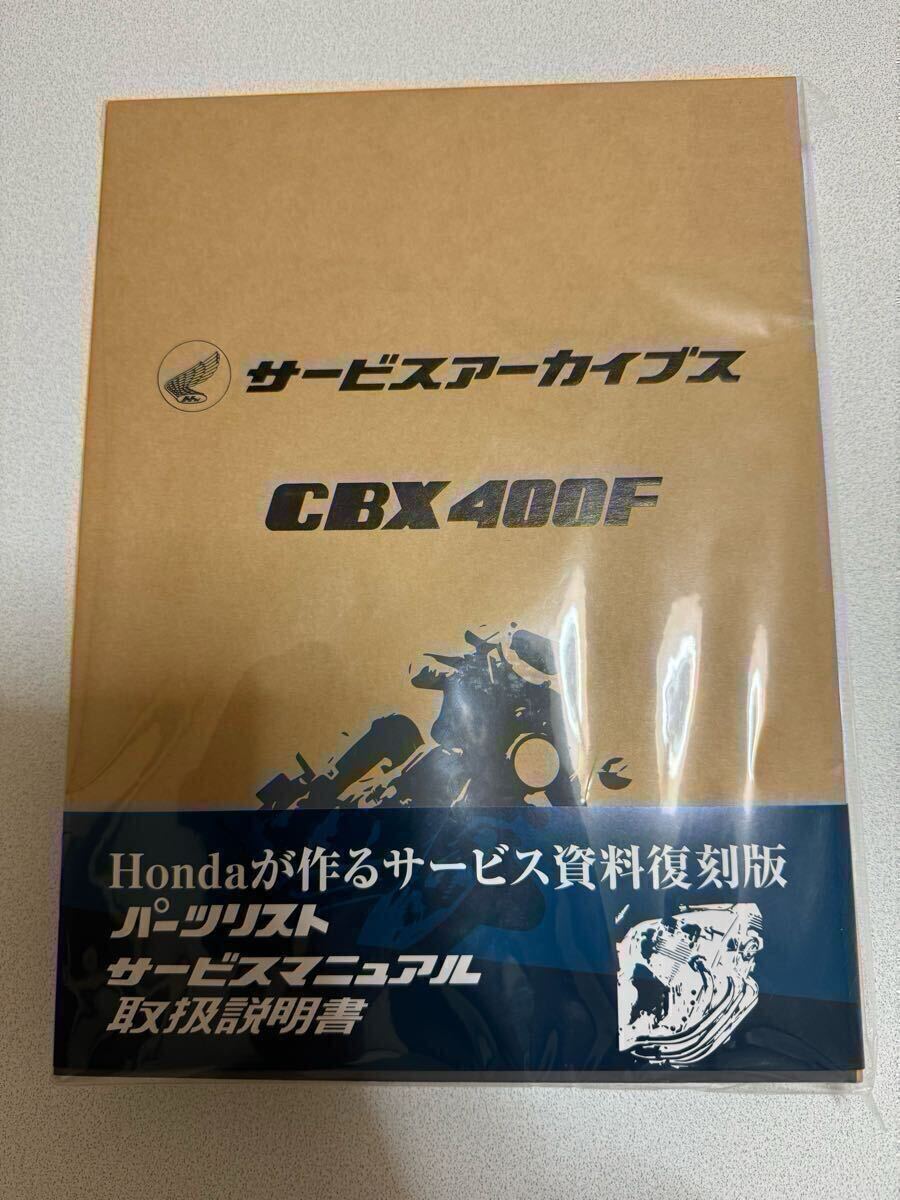 サービスアーカイブス
CBX400F
Hondaが作るサービス資料復刻版
パーツリスト
サービスマニュアル
取扱説明書